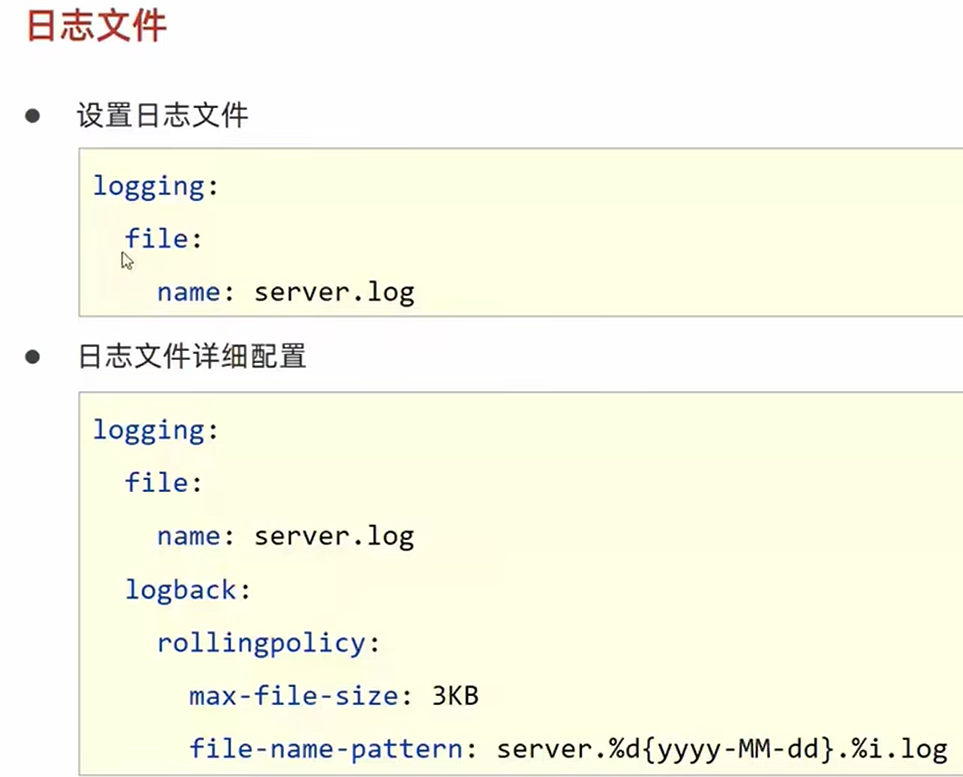 日志文件
● 设置日志文件
logging:
  file:
    name: server.log
● 日志文件详细配置
logging:
  file:
    name: server.log
  logback:
    rollingpolicy:
      max-file-size: 3KB
      file-name-pattern: server.%d{yyyy-MM-dd}.%i.log